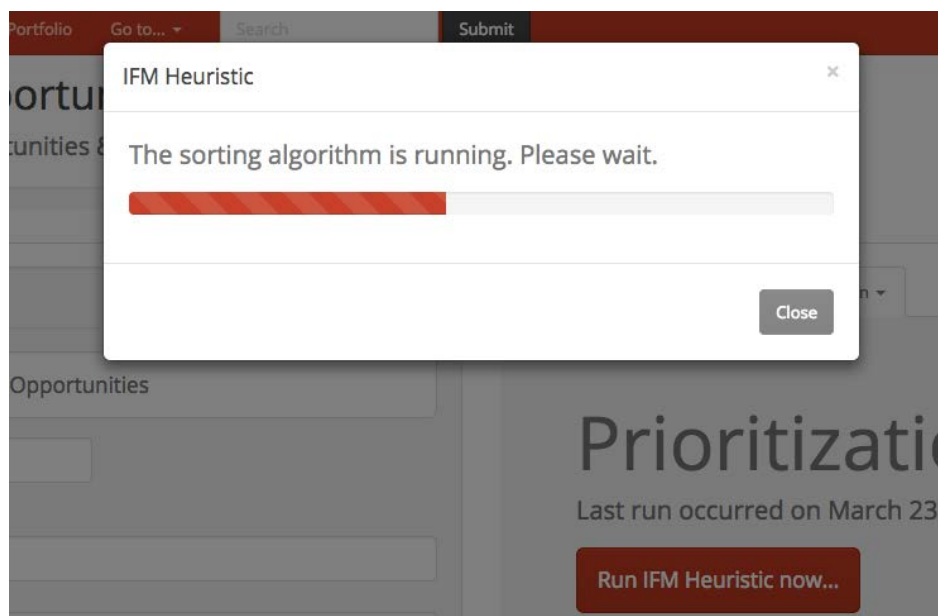 Portfolio Go to... Search Submit
IFM Heuristic ×
The sorting algorithm is running. Please wait.
Close
Opportunities
Last run occurred on March 23
Run IFM Heuristic now...